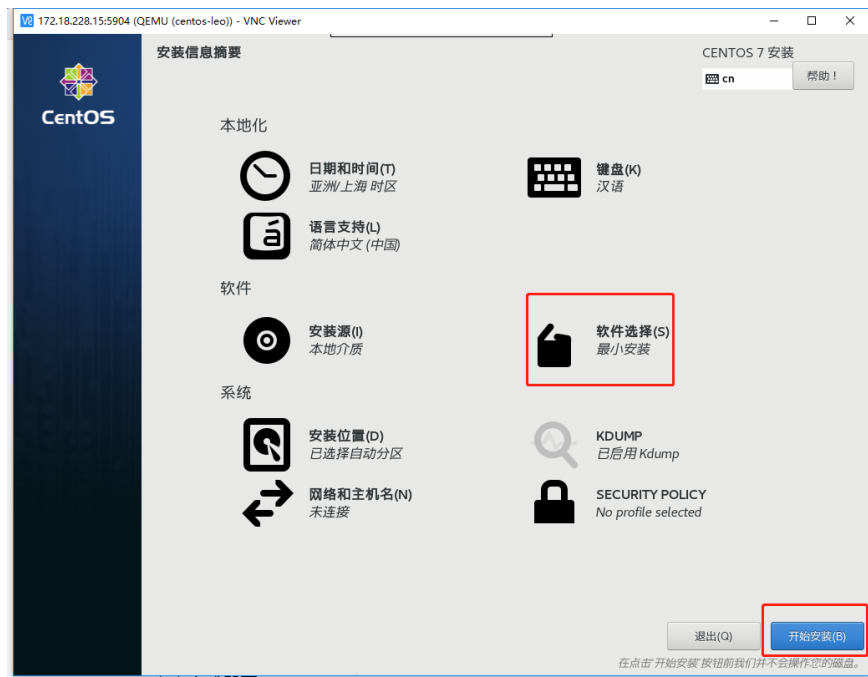 172.18.228.15:5904 (QEMU (centos-leo)) - VNC Viewer
安装信息摘要
CENTOS 7 安装
cn
帮助！
CentOS
本地化
日期和时间(T)
亚洲/上海 时区
键盘(K)
汉语
语言支持(L)
简体中文 (中国)
软件
安装源(I)
本地介质
软件选择(S)
最小安装
系统
安装位置(D)
已选择自动分区
KDUMP
已启用 Kdump
网络和主机名(N)
未连接
SECURITY POLICY
No profile selected
退出(Q)
开始安装(B)
在点击'开始安装'按钮前我们并不会操作您的磁盘。